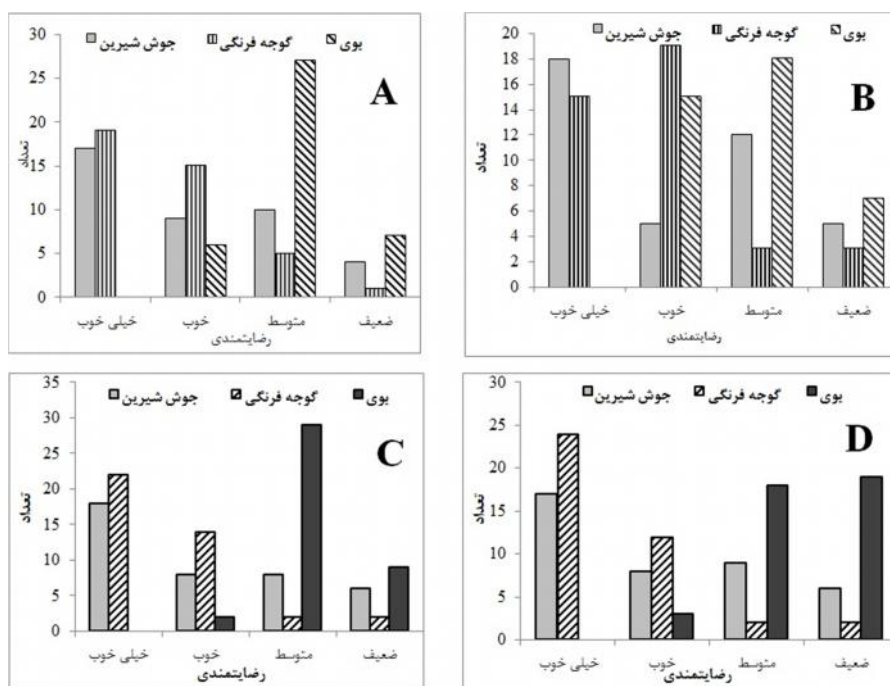 جوش شیرین گوجه فرنگی بوی
A
تعداد
30
25
20
15
10
5
0
خیلی خوب خوب متوسط ضعیف
رضایتمندی
جوش شیرین گوجه فرنگی بوی
B
تعداد
20
18
16
14
12
10
8
6
4
2
0
خیلی خوب خوب متوسط ضعیف
رضایتمندی
جوش شیرین گوجه فرنگی بوی
C
تعداد
35
30
25
20
15
10
5
0
خیلی خوب خوب متوسط ضعیف
رضایتمندی
جوش شیرین گوجه فرنگی بوی
D
تعداد
30
25
20
15
10
5
0
خیلی خوب خوب متوسط ضعیف
رضایتمندی